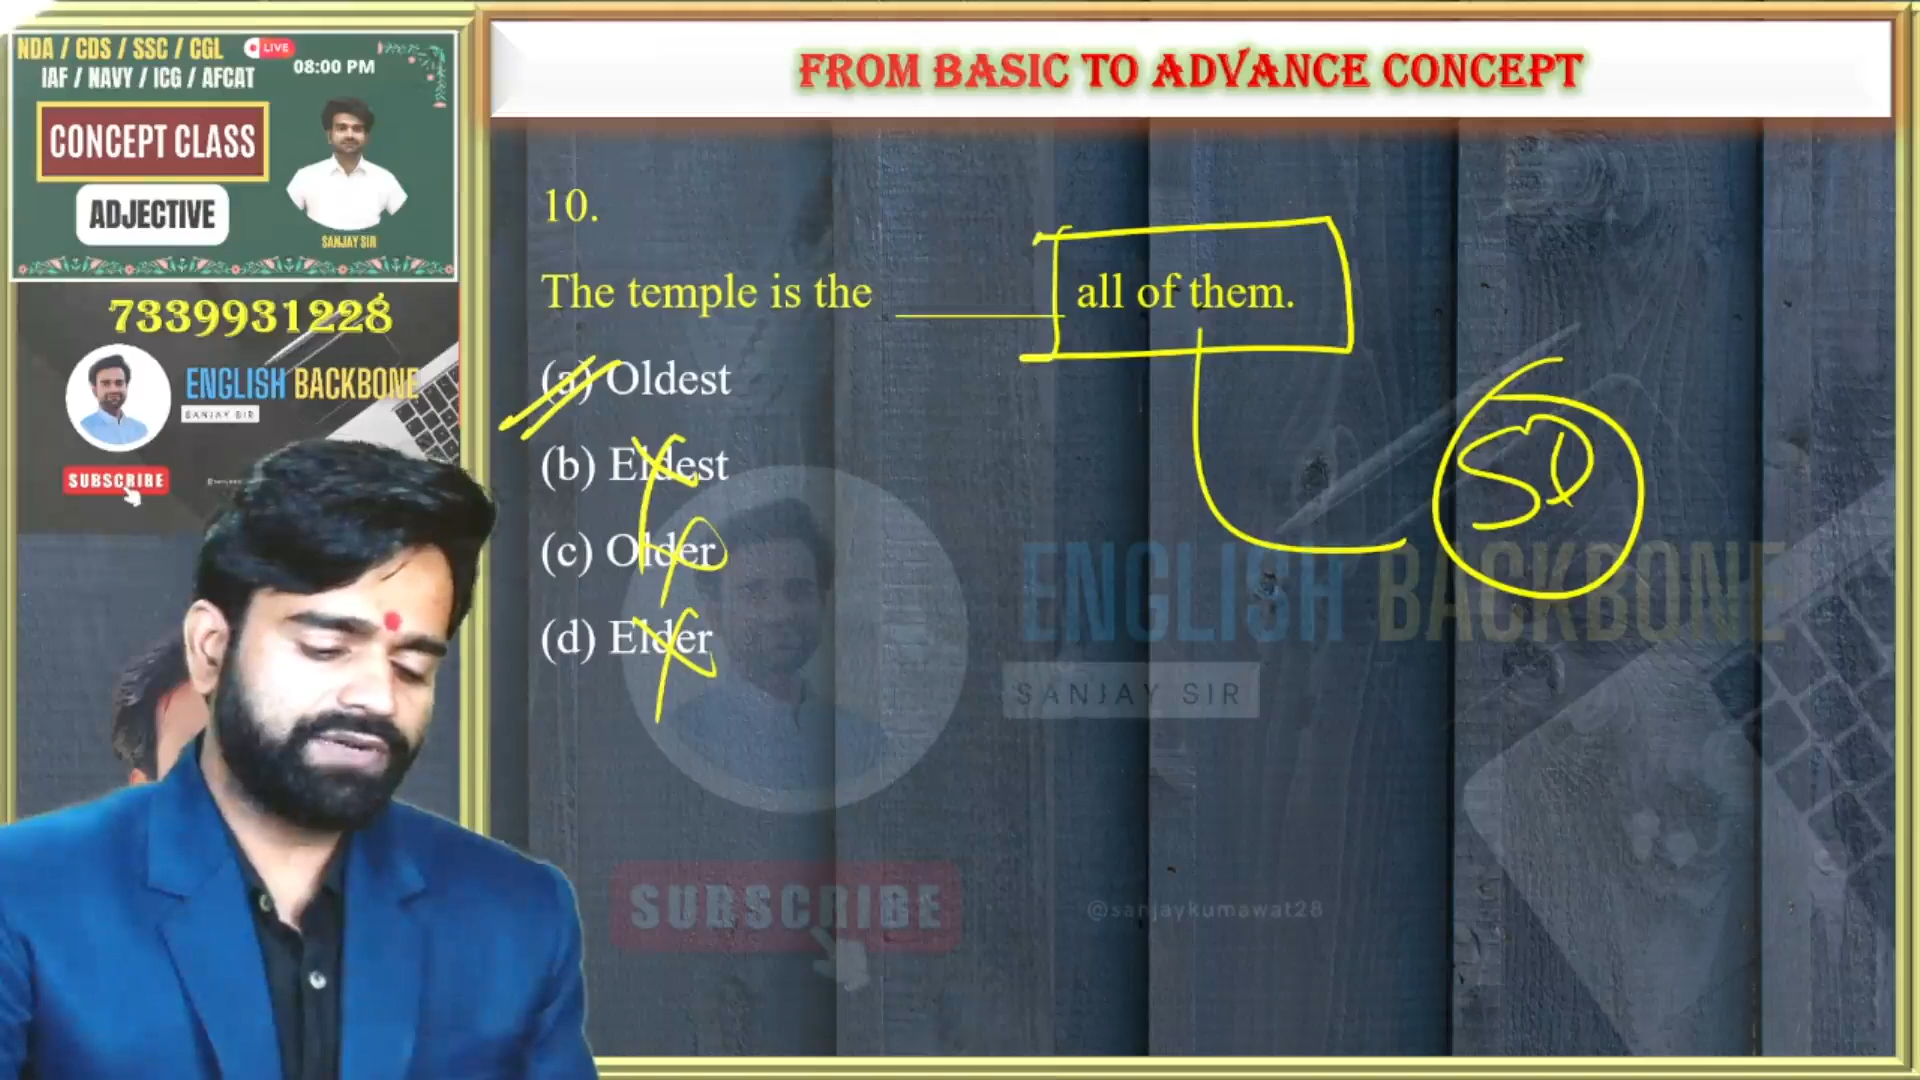 NDA / CDS / SSC / CGL
LIVE
IAF / NAVY / ICG / AFCAT
08:00 PM
CONCEPT CLASS
ADJECTIVE
SANJAY SIR
7339931228
ENGLISH BACKBONE
SANJAY SIR
SUBSCRIBE
FROM BASIC TO ADVANCE CONCEPT
10.
The temple is the ________ all of them.
(a) Oldest
(b) Eldest
(c) Older
(d) Elder
SD
ENGLISH BACKBONE
SANJAY SIR
SUBSCRIBE
@sanjaykumawat28